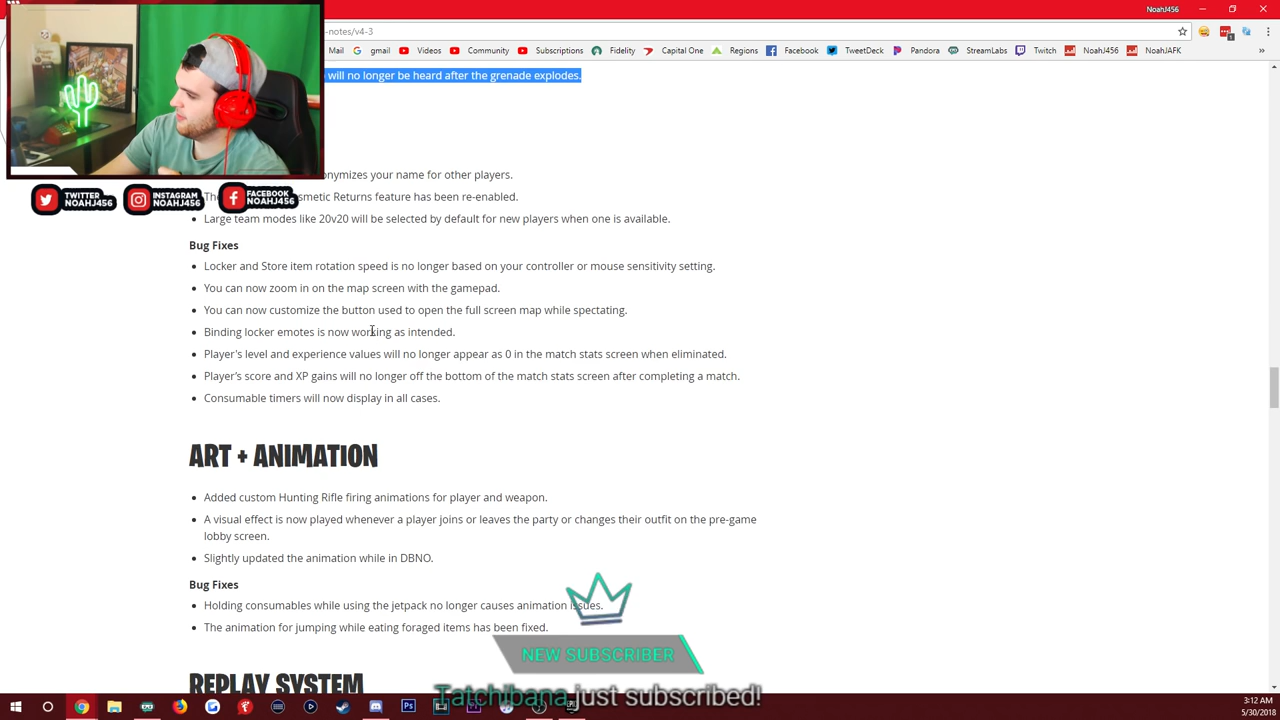 NoahJ456
-notes/v4-3
Mail gmail Videos Community Subscriptions Fidelity Capital One Regions Facebook TweetDeck Pandora StreamLabs Twitch NoahJ456 NoahJAFK »
will no longer be heard after the grenade explodes.
onymizes your name for other players.
TWITTER NOAHJ456
INSTAGRAM NOAHJ456
FACEBOOK NOAHJ456
smetic Returns feature has been re-enabled.
• Large team modes like 20v20 will be selected by default for new players when one is available.
Bug Fixes
• Locker and Store item rotation speed is no longer based on your controller or mouse sensitivity setting.
• You can now zoom in on the map screen with the gamepad.
• You can now customize the button used to open the full screen map while spectating.
• Binding locker emotes is now working as intended.
• Player's level and experience values will no longer appear as 0 in the match stats screen when eliminated.
• Player's score and XP gains will no longer off the bottom of the match stats screen after completing a match.
• Consumable timers will now display in all cases.
ART + ANIMATION
• Added custom Hunting Rifle firing animations for player and weapon.
• A visual effect is now played whenever a player joins or leaves the party or changes their outfit on the pre-game
lobby screen.
• Slightly updated the animation while in DBNO.
Bug Fixes
• Holding consumables while using the jetpack no longer causes animation issues.
• The animation for jumping while eating foraged items has been fixed.
NEW SUBSCRIBER
REPLAY SYSTEM
Tatchibana just subscribed!
3:12 AM
5/30/2018